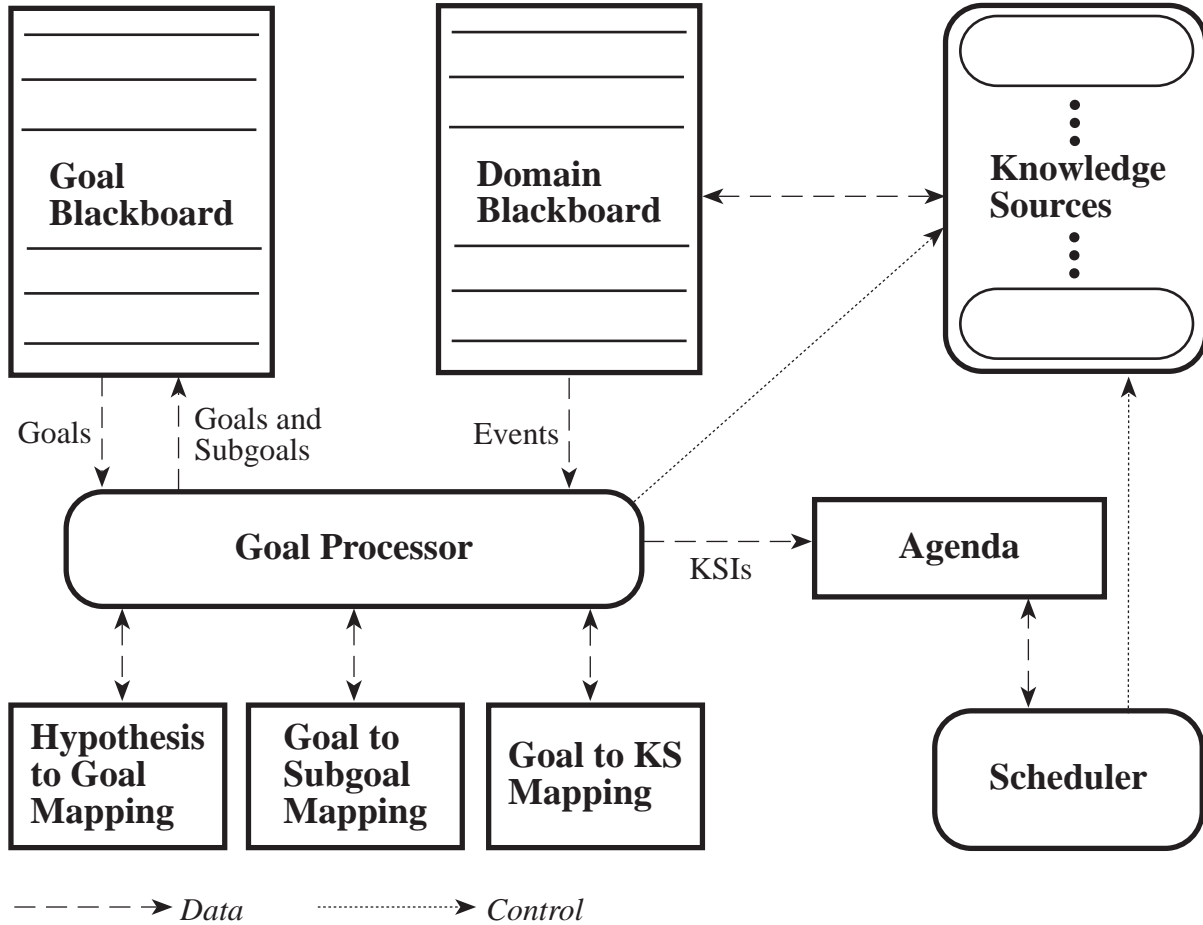 Goal
Blackboard
Domain
Blackboard
Knowledge
Sources
Goals
Goals and
Subgoals
Events
Goal Processor
KSIs
Agenda
Hypothesis
to Goal
Mapping
Goal to
Subgoal
Mapping
Goal to KS
Mapping
Scheduler
Data
Control